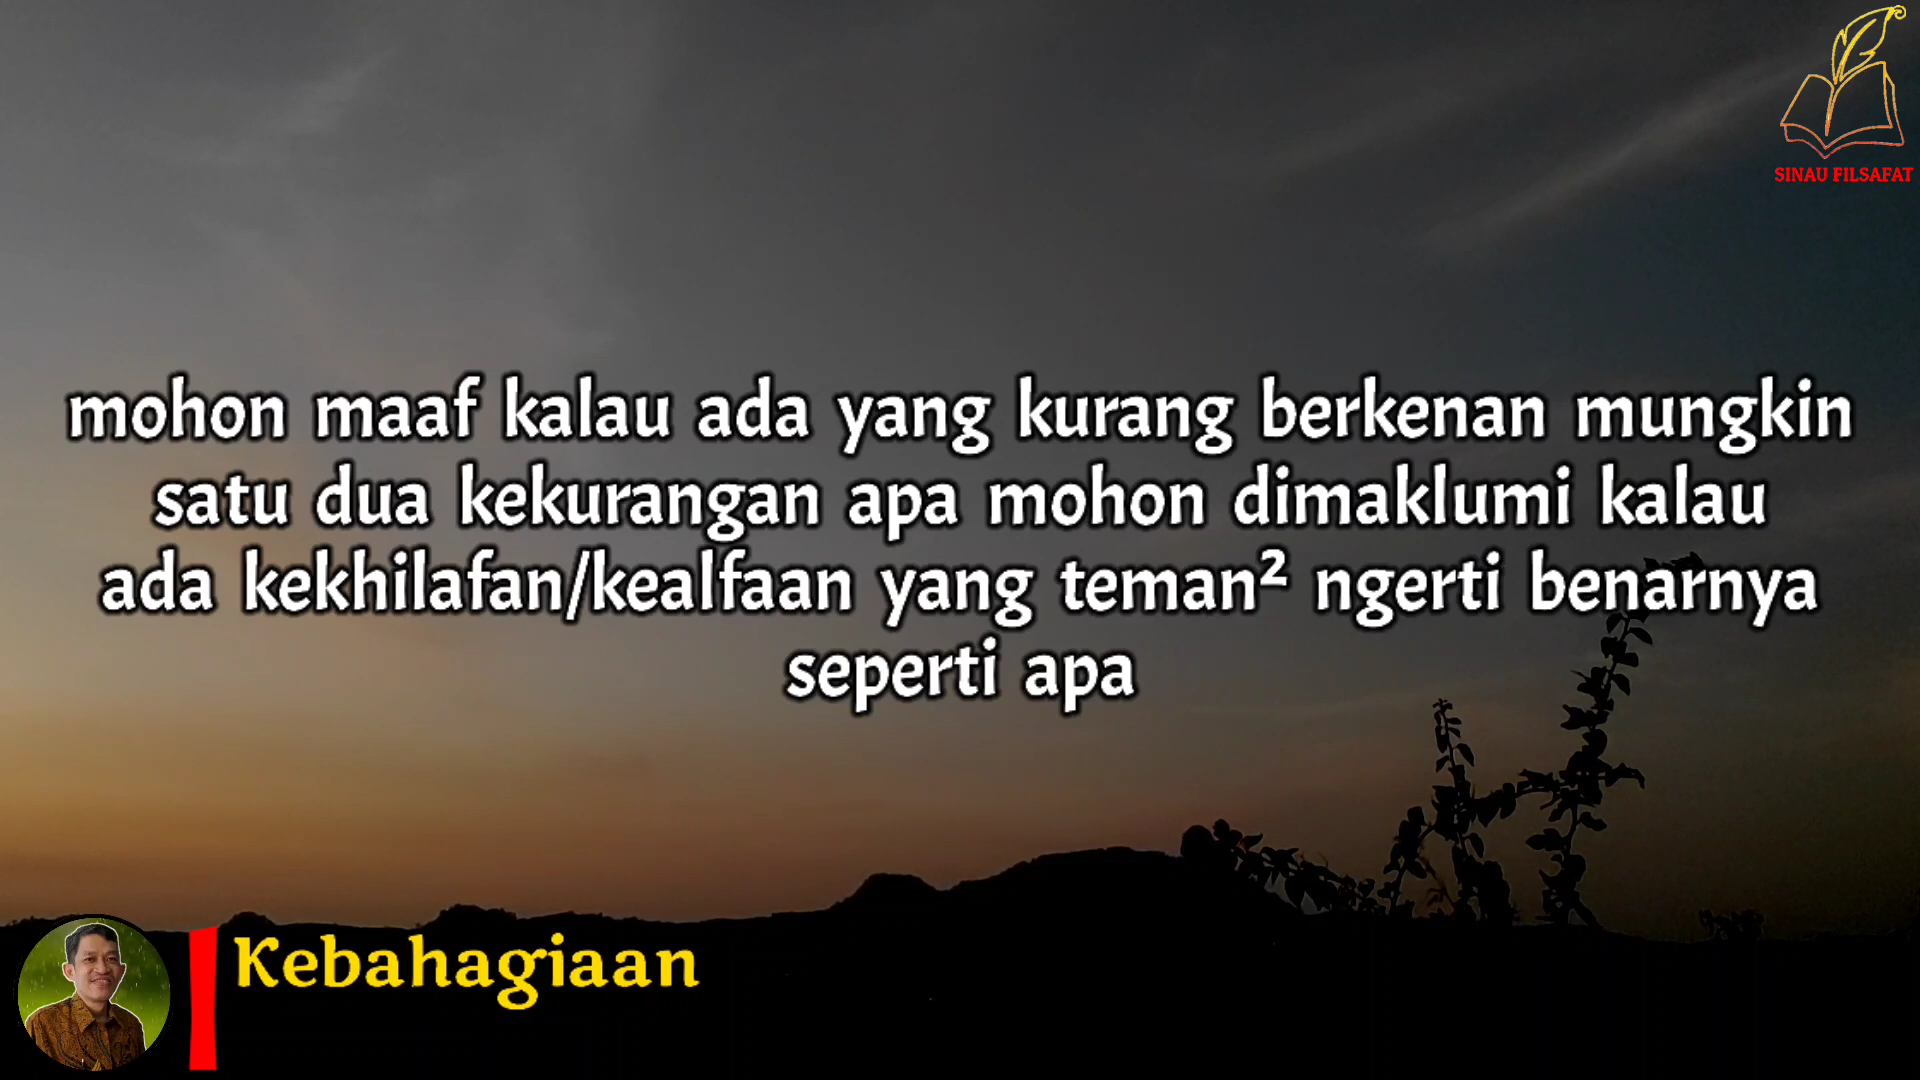 SINAU FILSAFAT
mohon maaf kalau ada yang kurang berkenan mungkin
satu dua kekurangan apa mohon dimaklumi kalau
ada kekhilafan/kealfaan yang teman² ngerti benarnya
seperti apa
Kebahagiaan